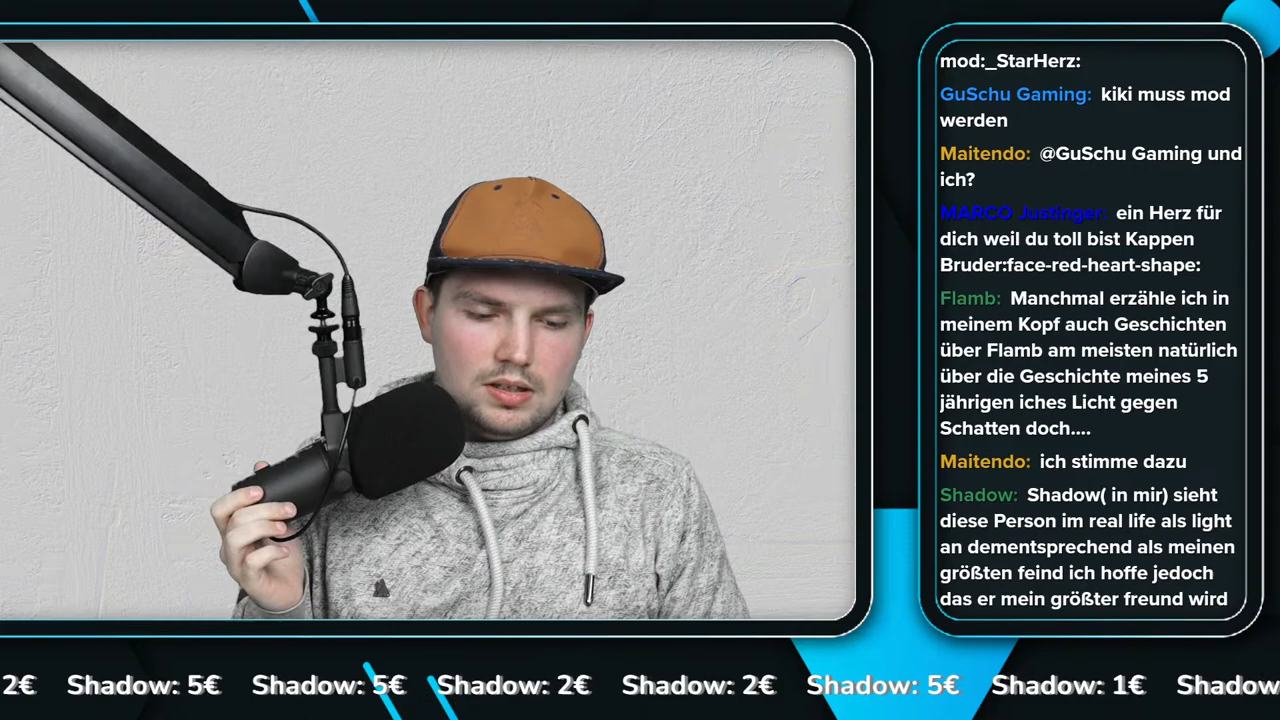 mod:_StarHerz:
GuSchu Gaming: kiki muss mod
werden
Maitendo: @GuSchu Gaming und
ich?
MARCO Justinger: ein Herz für
dich weil du toll bist Kappen
Bruder:face-red-heart-shape:
Flamb: Manchmal erzähle ich in
meinem Kopf auch Geschichten
über Flamb am meisten natürlich
über die Geschichte meines 5
jährigen iches Licht gegen
Schatten doch....
Maitendo: ich stimme dazu
Shadow: Shadow( in mir) sieht
diese Person im real life als light
an dementsprechend als meinen
größten feind ich hoffe jedoch
das er mein größter freund wird
2€ Shadow: 5€ Shadow: 5€ Shadow: 2€ Shadow: 2€ Shadow: 5€ Shadow: 1€ Shadow